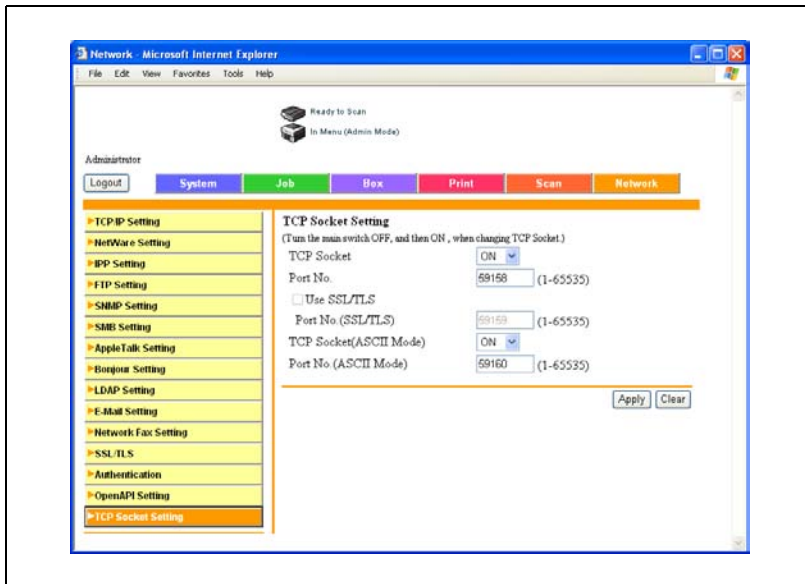 Network - Microsoft Internet Explorer
File Edit View Favorites Tools Help
Ready to Scan
In Menu (Admin Mode)
Administrator
Logout System Job Box Print Scan Network
TCP/IP Setting
NetWare Setting
IPP Setting
FTP Setting
SNMP Setting
SMB Setting
AppleTalk Setting
Bonjour Setting
LDAP Setting
E-Mail Setting
Network Fax Setting
SSL/TLS
Authentication
OpenAPI Setting
TCP Socket Setting
TCP Socket Setting
(Turn the main switch OFF, and then ON , when changing TCP Socket.)
TCP Socket ON
Port No. 59158 (1-65535)
Use SSL/TLS
Port No.(SSL/TLS) 59159 (1-65535)
TCP Socket(ASCII Mode) ON
Port No.(ASCII Mode) 59160 (1-65535)
Apply Clear